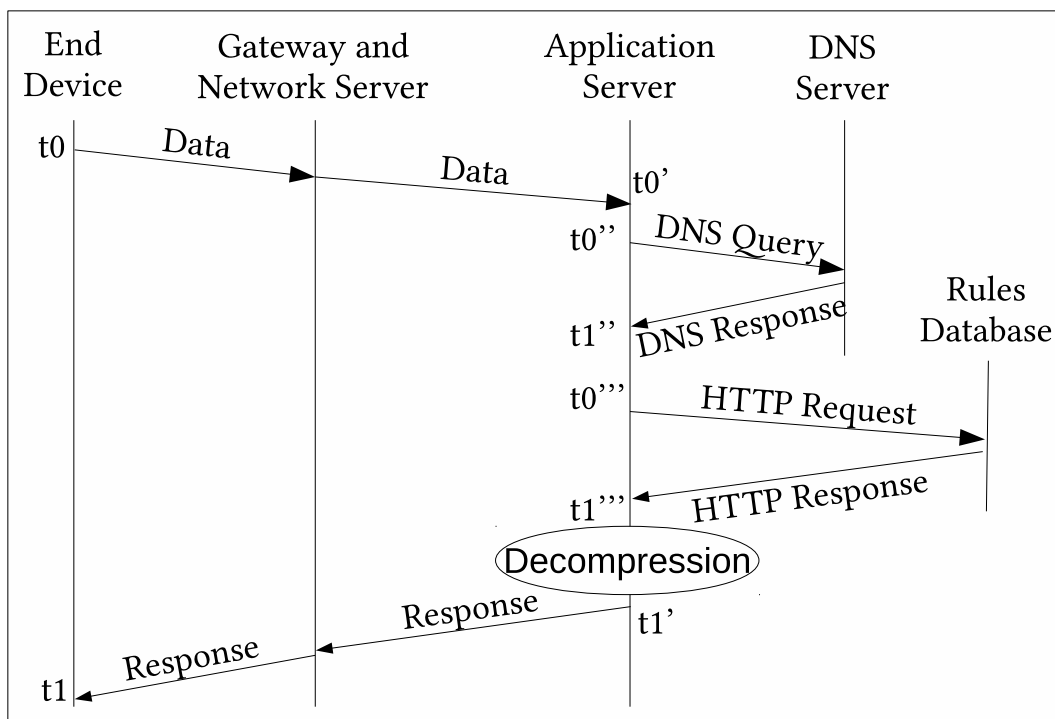 End
Device
Gateway and
Network Server
Application
Server
DNS
Server
t0
Data
Data
t0'
t0''
DNS Query
Rules
Database
t1''
DNS Response
t0'''
HTTP Request
t1'''
HTTP Response
Decompression
Response
t1'
Response
t1